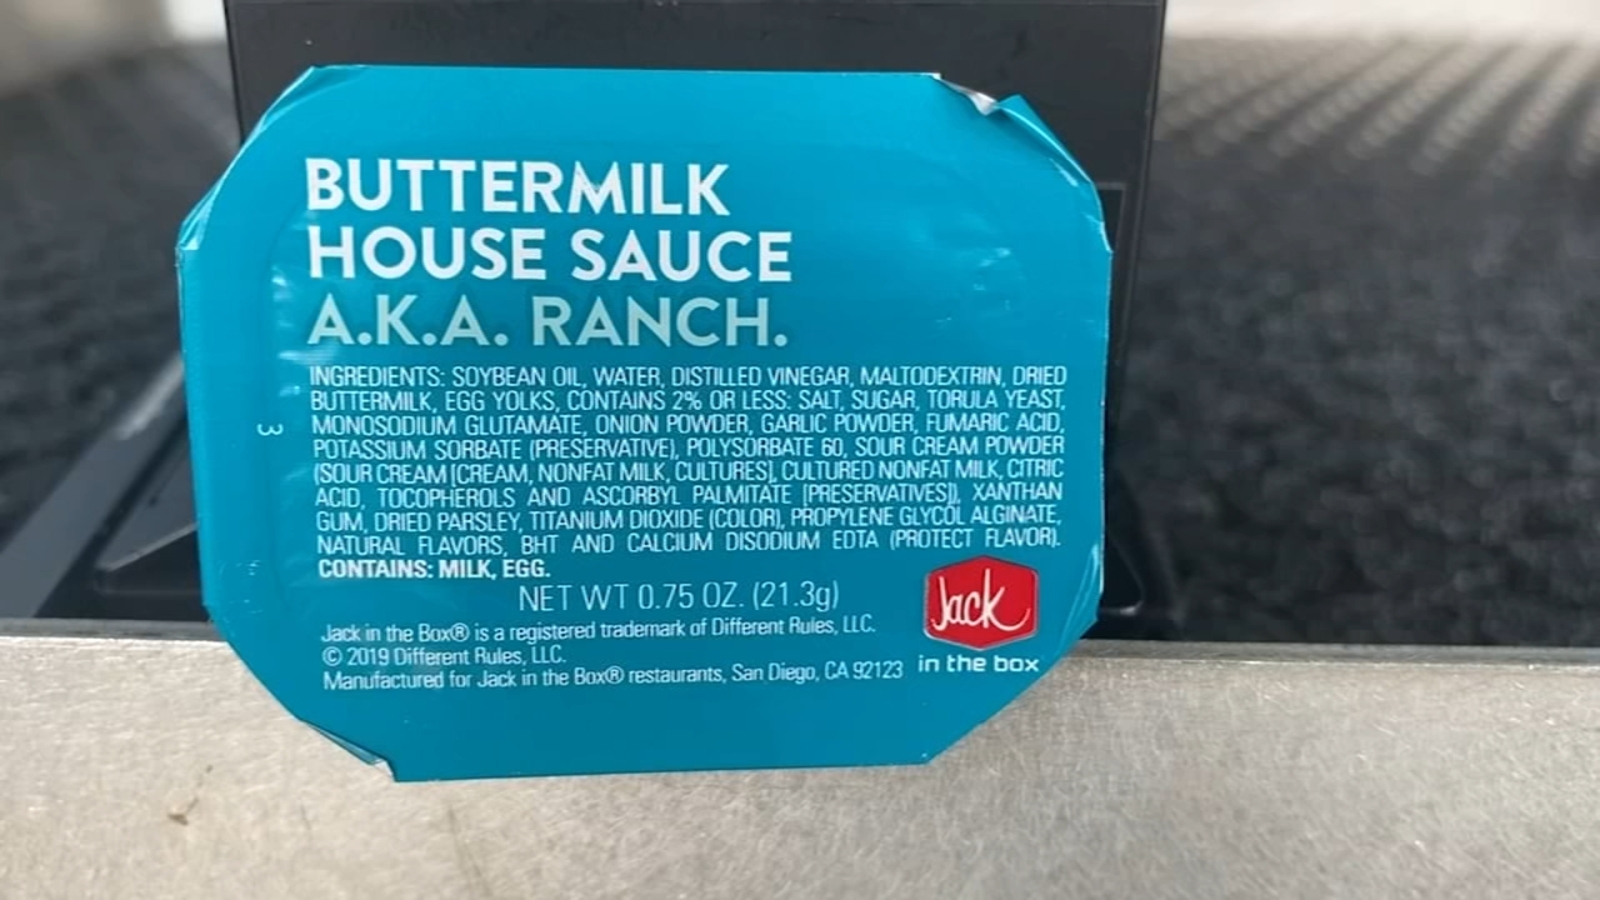 BUTTERMILK
HOUSE SAUCE
A.K.A. RANCH.
INGREDIENTS: SOYBEAN OIL, WATER, DISTILLED VINEGAR, MALTODEXTRIN, DRIED
BUTTERMILK, EGG YOLKS, CONTAINS 2% OR LESS: SALT, SUGAR, TORULA YEAST,
MONOSODIUM GLUTAMATE, ONION POWDER, GARLIC POWDER, FUMARIC ACID,
POTASSIUM SORBATE (PRESERVATIVE), POLYSORBATE 60, SOUR CREAM POWDER
(SOUR CREAM [CREAM, NONFAT MILK, CULTURES], CULTURED NONFAT MILK, CITRIC
ACID, TOCOPHEROLS AND ASCORBYL PALMITATE [PRESERVATIVES]), XANTHAN
GUM, DRIED PARSLEY, TITANIUM DIOXIDE (COLOR), PROPYLENE GLYCOL ALGINATE,
NATURAL FLAVORS, BHT AND CALCIUM DISODIUM EDTA (PROTECT FLAVOR).
CONTAINS: MILK, EGG.
NET WT 0.75 OZ. (21.3g)
Jack in the Box® is a registered trademark of Different Rules, LLC.
© 2019 Different Rules, LLC.
Manufactured for Jack in the Box® restaurants, San Diego, CA 92123
Jack
in the box
3